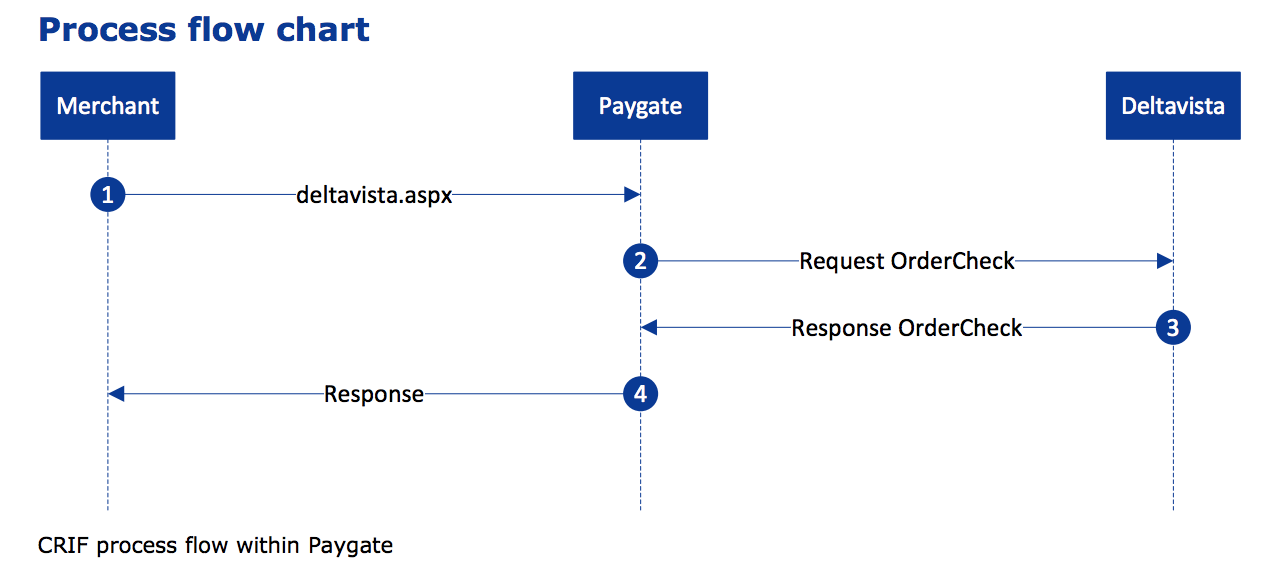 Process flow chart
Merchant
Paygate
Deltavista
1
deltavista.aspx
2
Request OrderCheck
Response OrderCheck
3
Response
4
CRIF process flow within Paygate